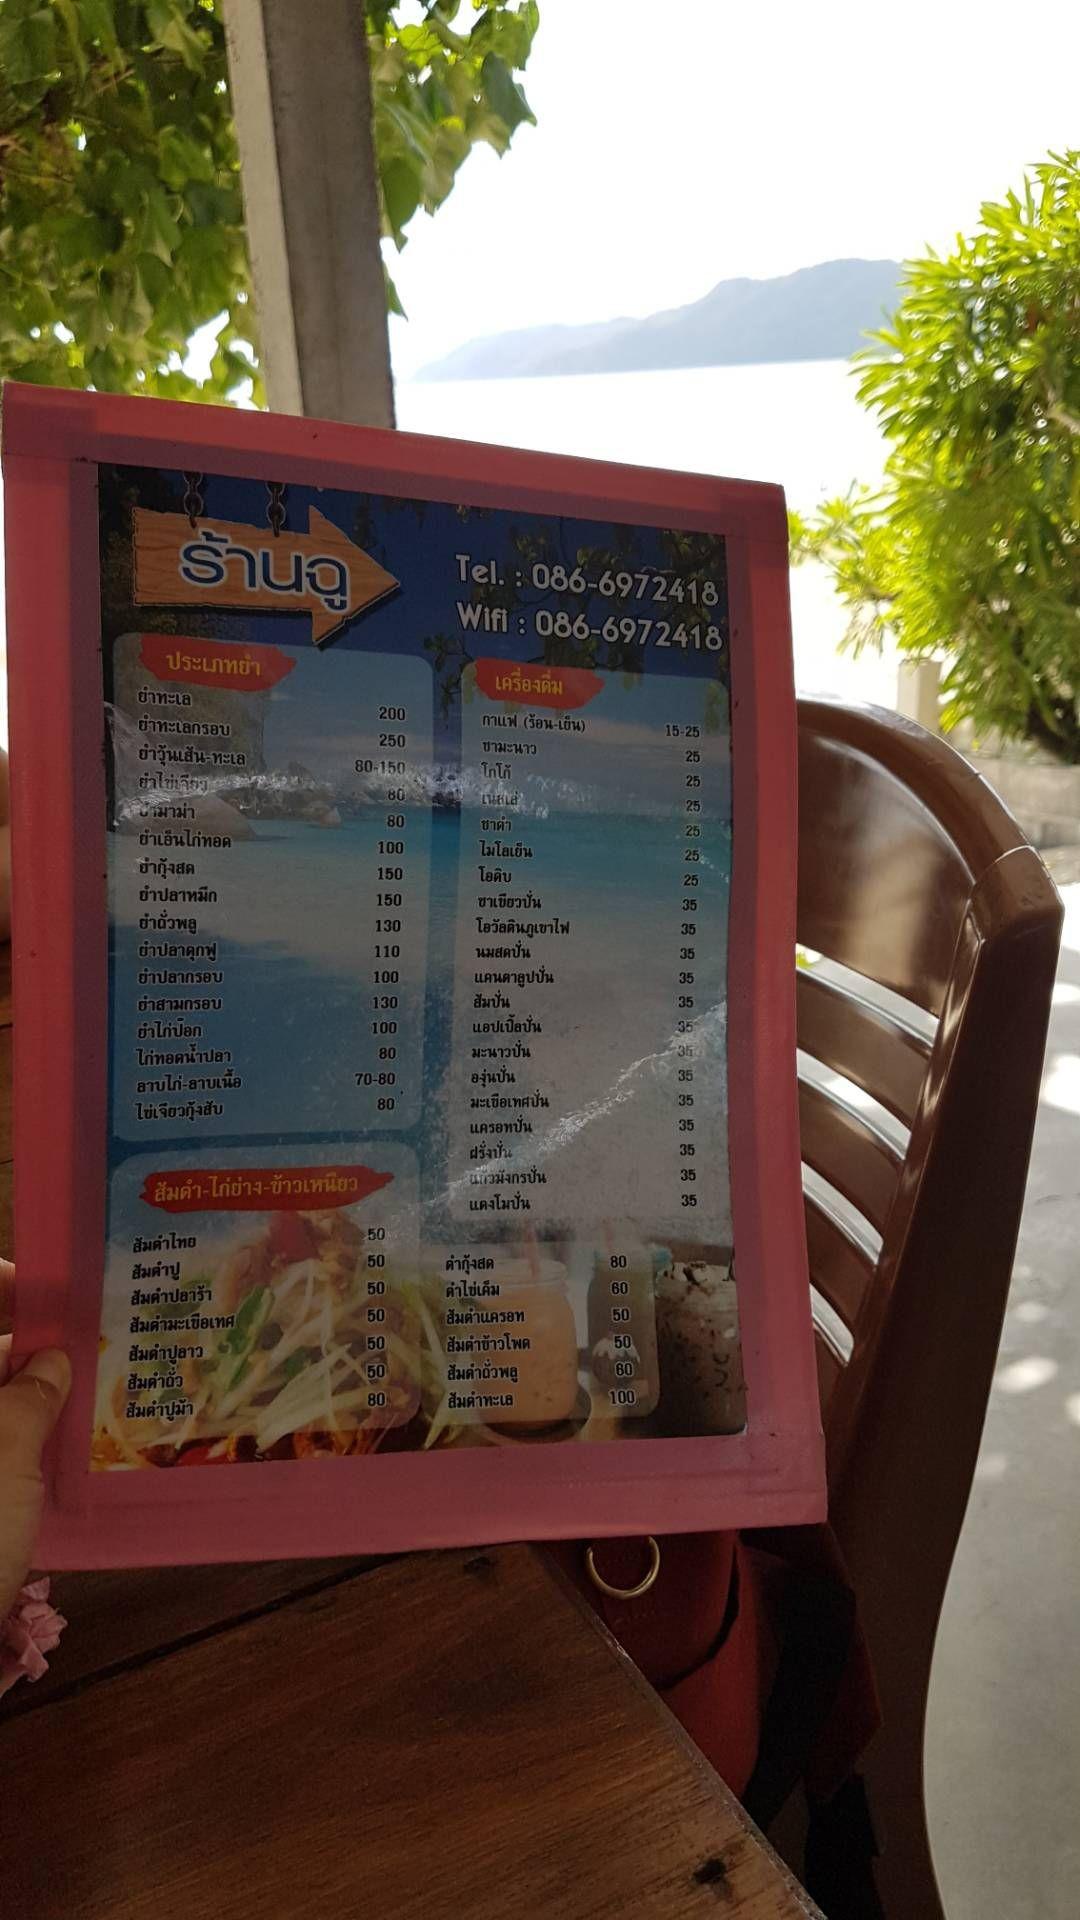 ร้านฉู
Tel. : 086-6972418
Wifi : 086-6972418
ประเภทยำ
ยำทะเล 200
ยำทะเลกรอบ 250
ยำวุ้นเส้น-ทะเล 80-150
ยำไข่เจียว 80
ยำมาม่า 80
ยำเอ็นไก่ทอด 100
ยำกุ้งสด 150
ยำปลาหมึก 150
ยำถั่วพลู 130
ยำปลาดุกฟู 110
ยำปลากรอบ 100
ยำสามกรอบ 130
ยำไก่ป๊อก 100
ไก่ทอดน้ำปลา 80
ลาบไก่-ลาบเนื้อ 70-80
ไข่เจียวกุ้งสับ 80
เครื่องดื่ม
กาแฟ (ร้อน-เย็น) 15-25
ชามะนาว 25
โกโก้ 25
เนสเล่ 25
ชาดำ 25
ไมโลเย็น 25
โอดิบ 25
ชาเขียวปั่น 35
โอวัลตินภูเขาไฟ 35
นมสดปั่น 35
แคนตาลูปปั่น 35
ส้มปั่น 35
แอปเปิ้ลปั่น 35
มะนาวปั่น 35
องุ่นปั่น 35
มะเขือเทศปั่น 35
แครอทปั่น 35
ฝรั่งปั่น 35
แก้วมังกรปั่น 35
แตงโมปั่น 35
ส้มตำ-ไก่ย่าง-ข้าวเหนียว
ส้มตำไทย 50
ส้มตำปู 50
ส้มตำปลาร้า 50
ส้มตำมะเขือเทศ 50
ส้มตำปูลาว 50
ส้มตำถั่ว 50
ส้มตำปูม้า 80
ตำกุ้งสด 80
ตำไข่เค็ม 60
ส้มตำแครอท 50
ส้มตำข้าวโพด 50
ส้มตำถั่วพลู 60
ส้มตำทะเล 100